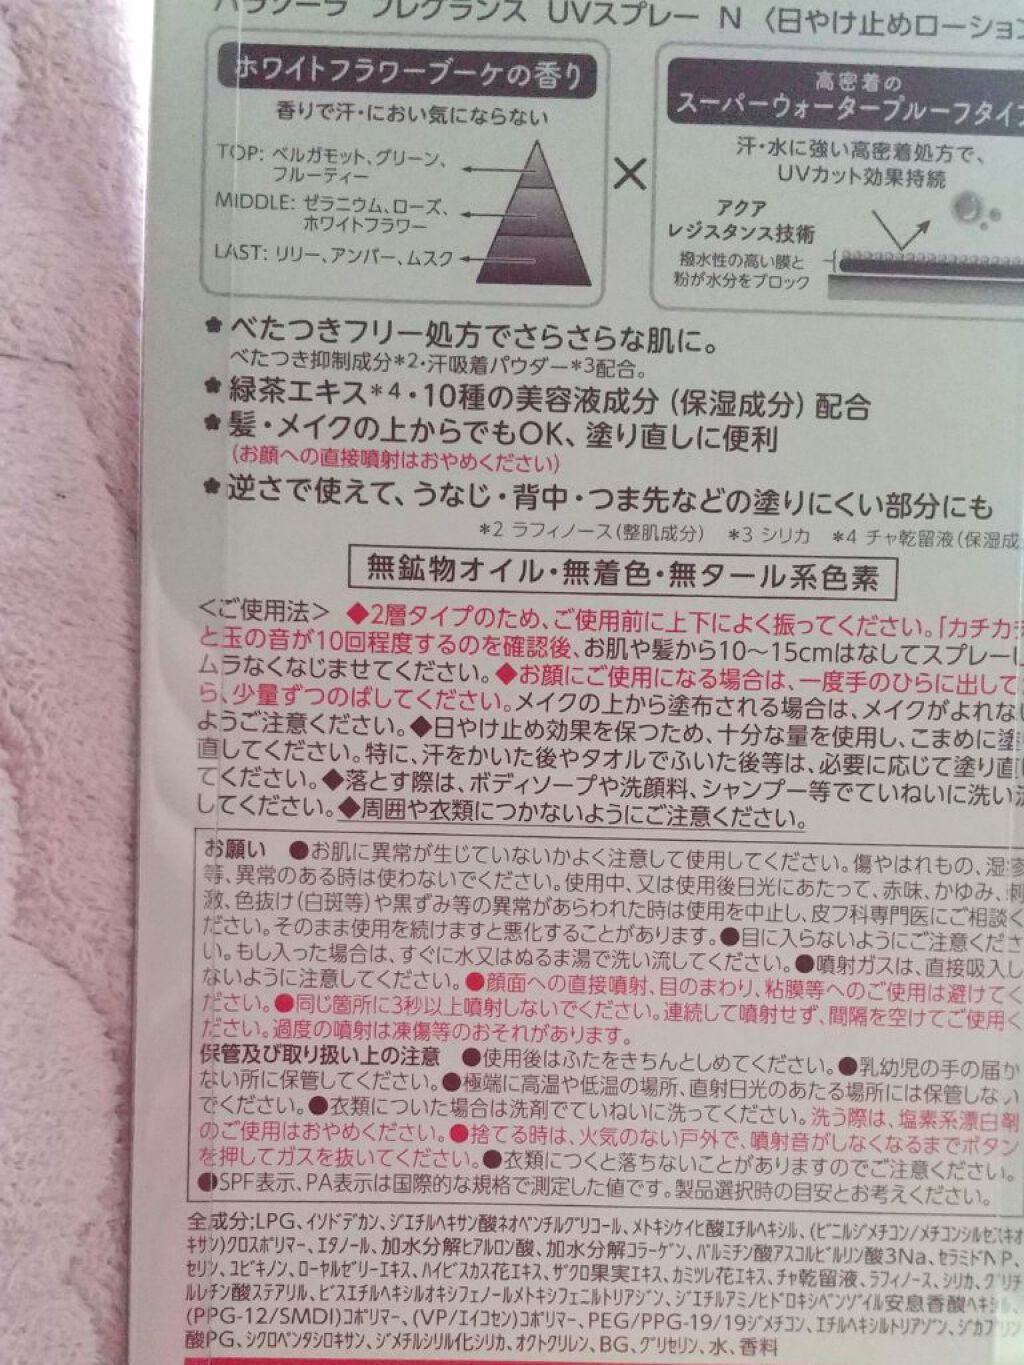 パラソーラ フレグランス UVスプレー N 〈日やけ止めローショ
ホワイトフラワーブーケの香り
香りで汗・におい気にならない
TOP: ベルガモット、グリーン、
フルーティー
MIDDLE: ゼラニウム、ローズ、
ホワイトフラワー
LAST: リリー、アンバー、ムスク
×
高密着の
スーパーウォータープルーフタイプ
汗・水に強い高密着処方で、
UVカット効果持続
アクア
レジスタンス技術
撥水性の高い膜と
粉が水分をブロック
べたつきフリー処方でさらさらな肌に。
べたつき抑制成分*2・汗吸着パウダー*3配合。
緑茶エキス*4・10種の美容液成分（保湿成分）配合
髪・メイクの上からでもOK、塗り直しに便利
（お顔への直接噴射はおやめください）
逆さで使えて、うなじ・背中・つま先などの塗りにくい部分にも
*2 ラフィノース（整肌成分） *3 シリカ *4 チャ乾留液（保湿成
無鉱物オイル・無着色・無タール系色素
＜ご使用法＞ ◆2層タイプのため、ご使用前に上下によく振ってください。「カチカチ
と玉の音が10回程度するのを確認後、お肌や髪から10～15cmはなしてスプレーし
ムラなくなじませてください。◆お顔にご使用になる場合は、一度手のひらに出して
ら、少量ずつのばしてください。メイクの上から塗布される場合は、メイクがよれない
ようご注意ください。◆日やけ止め効果を保つため、十分な量を使用し、こまめに塗
直してください。特に、汗をかいた後やタオルでふいた後等は、必要に応じて塗り直し
てください。◆落とす際は、ボディソープや洗顔料、シャンプー等でていねいに洗い流
してください。◆周囲や衣類につかないようにご注意ください。
お願い ●お肌に異常が生じていないかよく注意して使用してください。傷やはれもの、湿疹
等、異常のある時は使わないでください。使用中、又は使用後日光にあたって、赤味、かゆみ、刺
激、色抜け（白斑等）や黒ずみ等の異常があらわれた時は使用を中止し、皮フ科専門医にご相談く
ださい。そのまま使用を続けますと悪化することがあります。●目に入らないようにご注意くださ
い。もし入った場合は、すぐに水又はぬるま湯で洗い流してください。●噴射ガスは、直接吸入し
ないように注意してください。●顔面への直接噴射、目のまわり、粘膜等へのご使用は避けてく
ださい。●同じ箇所に3秒以上噴射しないでください。連続して噴射せず、間隔を空けてご使用く
ださい。過度の噴射は凍傷等のおそれがあります。
保管及び取り扱い上の注意 ●使用後はふたをきちんとしめてください。●乳幼児の手の届か
ない所に保管してください。●極端に高温や低温の場所、直射日光のあたる場所には保管しない
でください。●衣類についた場合は洗剤でていねいに洗ってください。洗う際は、塩素系漂白剤
のご使用はおやめください。●捨てる時は、火気のない戸外で、噴射音がしなくなるまでボタン
を押してガスを抜いてください。●衣類につくと落ちないことがありますのでご注意ください。
●SPF表示、PA表示は国際的な規格で測定した値です。製品選択時の目安とお考えください。
全成分;LPG、イソドデカン、ジエチルヘキサン酸ネオペンチルグリコール、メトキシケイヒ酸エチルヘキシル、（ビニルジメチコン/メチコンシルセスキオ
キサン）クロスポリマー、エタノール、加水分解ヒアルロン酸、加水分解コラーゲン、パルミチン酸アスコルビルリン酸3Na、セラミドNP、
セリン、ユビキノン、ローヤルゼリーエキス、ハイビスカス花エキス、ザクロ果実エキス、カミツレ花エキス、チャ乾留液、ラフィノース、シリカ、グリチ
ルレチン酸ステアリル、ビスエチルヘキシルオキシフェノールメトキシフェニルトリアジン、ジエチルアミノヒドロキシベンゾイル安息香酸ヘキシル、
(PPG-12/SMDI)コポリマー、(VP/エイコセン)コポリマー、PEG/PPG-19/19ジメチコン、エチルヘキシルトリアゾン、ジカプリン
酸PG、シクロペンタシロキサン、ジメチルシリル化シリカ、オクトクリレン、BG、グリセリン、水、香料